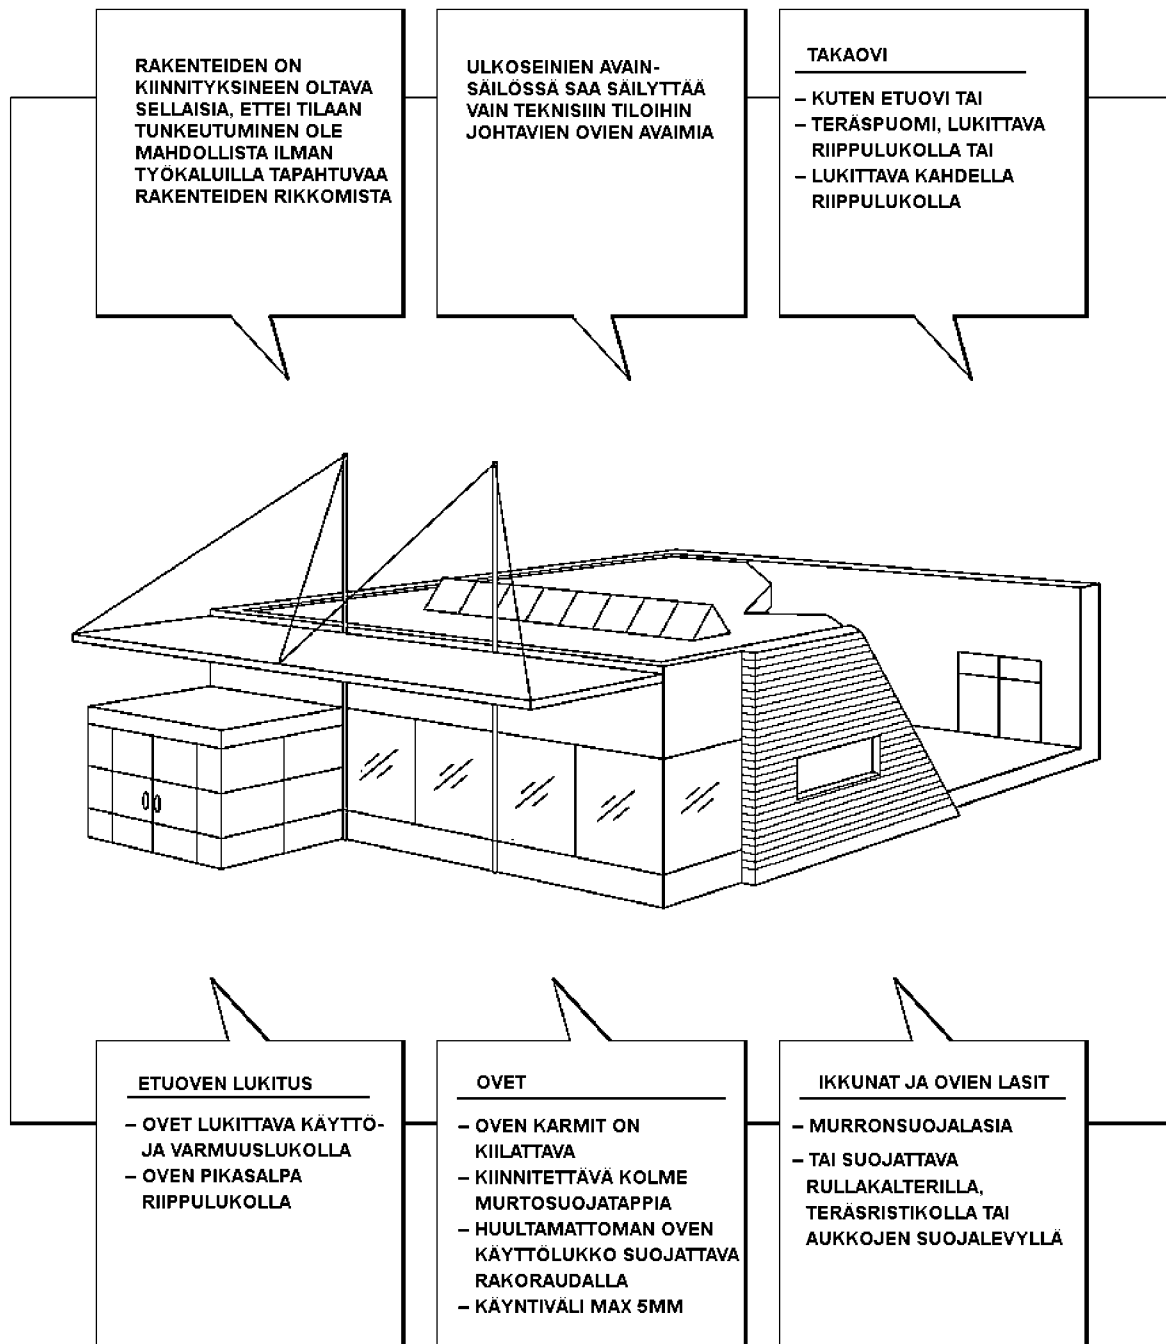 RAKENTEIDEN ON
KIINNITYKSINEEN OLTAVA
SELLAISIA, ETTEI TILAAN
TUNKEUTUMINEN OLE
MAHDOLLISTA ILMAN
TYÖKALUILLA TAPAHTUVAA
RAKENTEIDEN RIKKOMISTA
ULKOSEINIEN AVAIN-
SÄILÖSSÄ SAA SÄILYTTÄÄ
VAIN TEKNISIIN TILOIHIN
JOHTAVIEN OVIEN AVAIMIA
TAKAOVI
– KUTEN ETUOVI TAI
– TERÄSPUOMI, LUKITTAVA
RIIPPULUKOLLA TAI
– LUKITTAVA KAHDELLA
RIIPPULUKOLLA
ETUOVEN LUKITUS
– OVET LUKITTAVA KÄYTTÖ-
JA VARMUUSLUKOLLA
– OVEN PIKASALPA
RIIPPULUKOLLA
OVET
– OVEN KARMIT ON
KIILATTAVA
– KIINNITETTÄVÄ KOLME
MURTOSUOJATAPPIA
– HUULTAMATTOMAN OVEN
KÄYTTÖLUKKO SUOJATTAVA
RAKORAUDALLA
– KÄYNTIVÄLI MAX 5MM
IKKUNAT JA OVIEN LASIT
– MURRONSUOJALASIA
– TAI SUOJATTAVA
RULLAKALTERILLA,
TERÄSRISTIKOLLA TAI
AUKKOJEN SUOJALEVYLLÄ